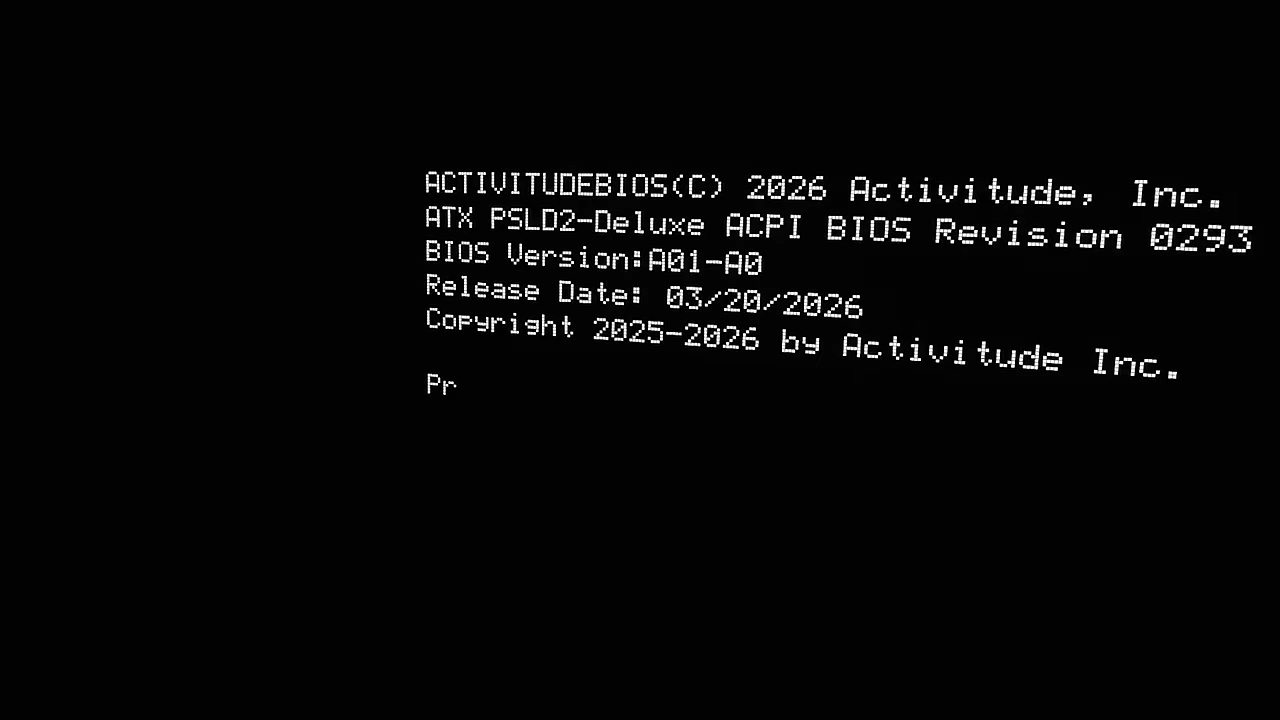 ACTIVITUDEBIOS(C) 2026 Activitude, Inc.
ATX PSLD2-Deluxe ACPI BIOS Revision 0293
BIOS Version:A01-A0
Release Date: 03/20/2026
Copyright 2025-2026 by Activitude Inc.
Pr